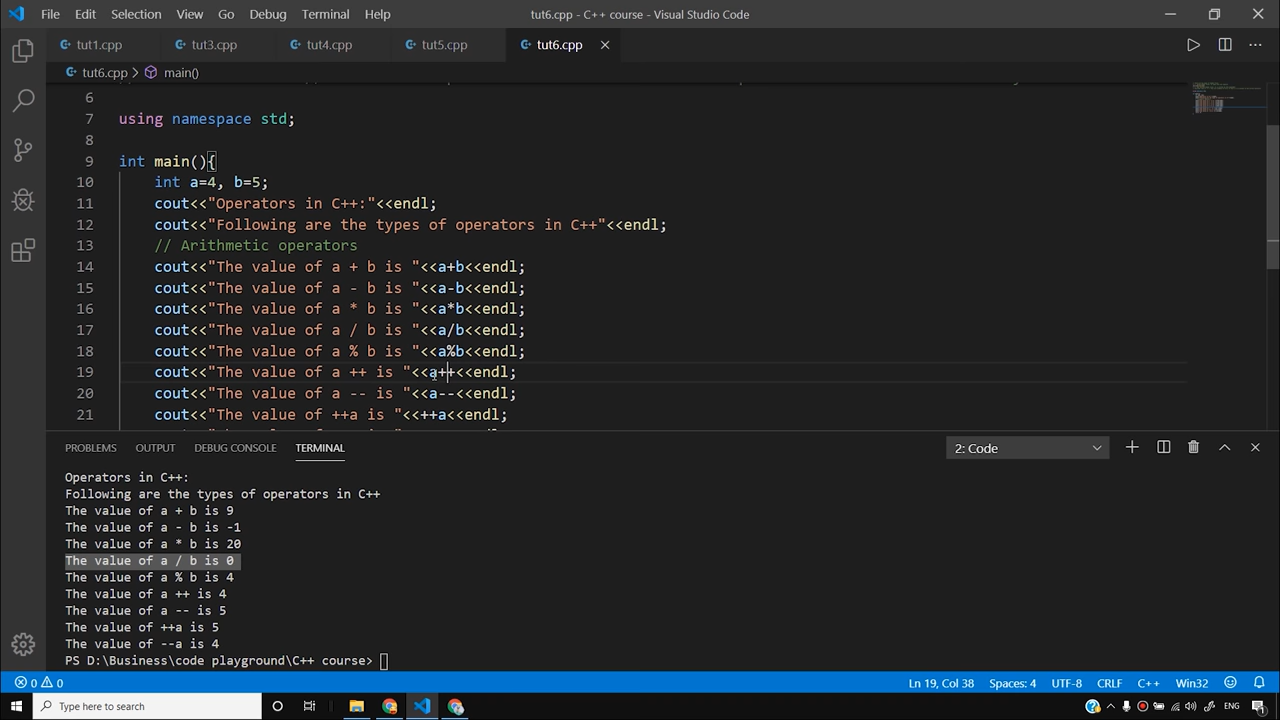 File Edit Selection View Go Debug Terminal Help tut6.cpp - C++ course - Visual Studio Code
tut1.cpp tut3.cpp tut4.cpp tut5.cpp tut6.cpp
tut6.cpp > main()
6
7 using namespace std;
8
9 int main(){
10 int a=4, b=5;
11 cout<<"Operators in C++:"<<endl;
12 cout<<"Following are the types of operators in C++"<<endl;
13 // Arithmetic operators
14 cout<<"The value of a + b is "<<a+b<<endl;
15 cout<<"The value of a - b is "<<a-b<<endl;
16 cout<<"The value of a * b is "<<a*b<<endl;
17 cout<<"The value of a / b is "<<a/b<<endl;
18 cout<<"The value of a % b is "<<a%b<<endl;
19 cout<<"The value of a ++ is "<<a++<<endl;
20 cout<<"The value of a -- is "<<a--<<endl;
21 cout<<"The value of ++a is "<<++a<<endl;
PROBLEMS OUTPUT DEBUG CONSOLE TERMINAL 2: Code
Operators in C++:
Following are the types of operators in C++
The value of a + b is 9
The value of a - b is -1
The value of a * b is 20
The value of a / b is 0
The value of a % b is 4
The value of a ++ is 4
The value of a -- is 5
The value of ++a is 5
The value of --a is 4
PS D:\Business\code playground\C++ course>
0 0 Ln 19, Col 38 Spaces: 4 UTF-8 CRLF C++ Win32
Type here to search ENG